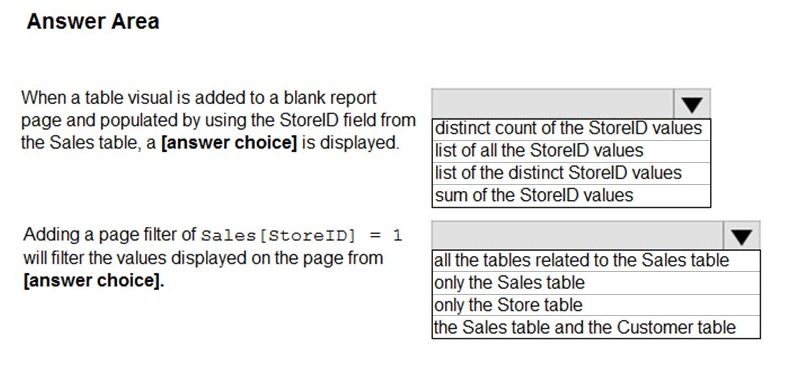 Answer Area
When a table visual is added to a blank report
page and populated by using the StoreID field from
the Sales table, a [answer choice] is displayed.
distinct count of the StoreID values
list of all the StoreID values
list of the distinct StoreID values
sum of the StoreID values
Adding a page filter of Sales[StoreID] = 1
will filter the values displayed on the page from
[answer choice].
all the tables related to the Sales table
only the Sales table
only the Store table
the Sales table and the Customer table